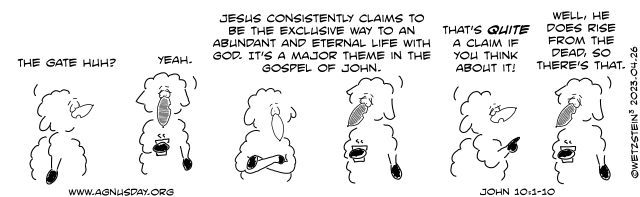 THE GATE HUH?
YEAH.
JESUS CONSISTENTLY CLAIMS TO
BE THE EXCLUSIVE WAY TO AN
ABUNDANT AND ETERNAL LIFE WITH
GOD. IT'S A MAJOR THEME IN THE
GOSPEL OF JOHN.
THAT'S QUITE
A CLAIM IF
YOU THINK
ABOUT IT!
WELL, HE
DOES RISE
FROM THE
DEAD, SO
THERE'S THAT.
WWW.AGNUSDAY.ORG
JOHN 10:1-10
©WETZSTEIN³ 2023.04.26